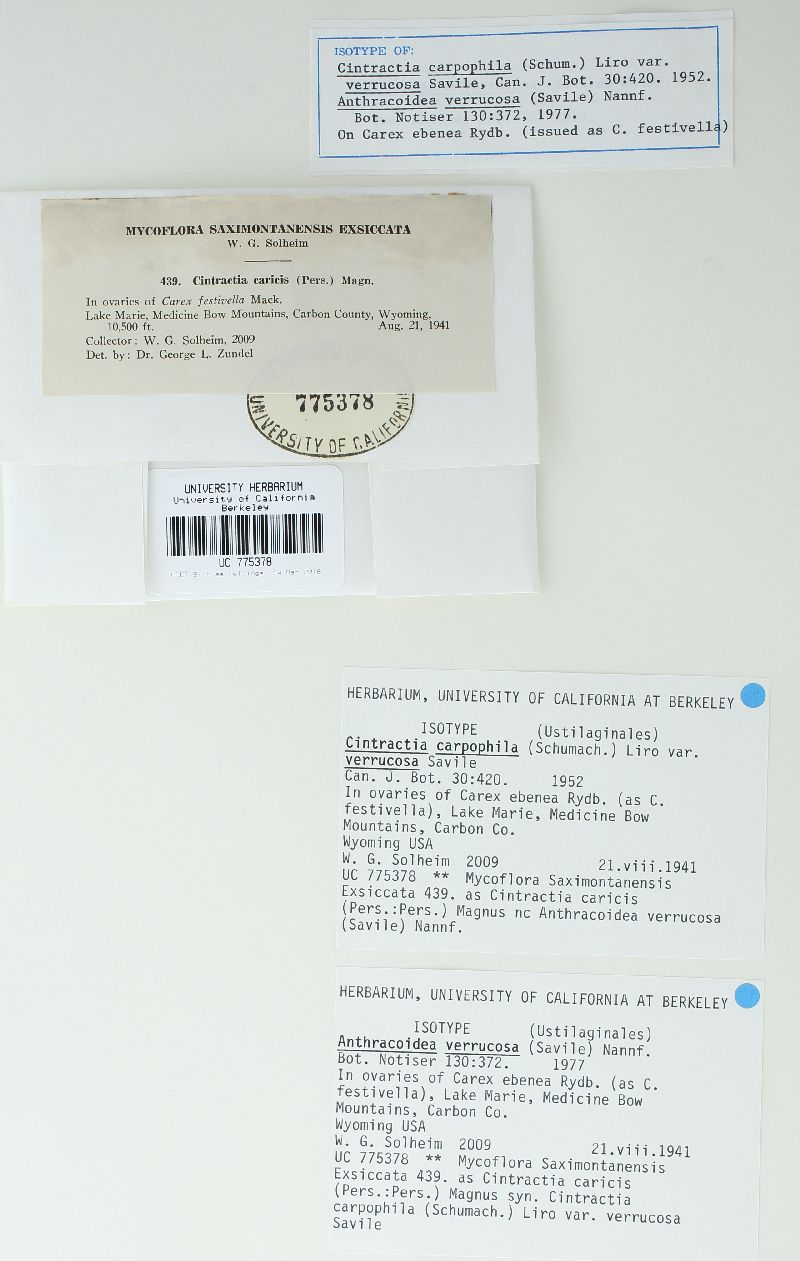 ISOTYPE OF:
Cintractia carpophila (Schum.) Liro var.
verrucosa Savile, Can. J. Bot. 30:420. 1952.
Anthracoidea verrucosa (Savile) Nannf.
Bot. Notiser 130:372, 1977.
On Carex ebenea Rydb. (issued as C. festivella)
MYCOFLORA SAXIMONTANENSIS EXSICCATA
W. G. Solheim
439. Cintractia caricis (Pers.) Magn.
In ovaries of Carex festivella Mack.
Lake Marie, Medicine Bow Mountains, Carbon County, Wyoming,
10,500 ft. Aug. 21, 1941
Collector: W. G. Solheim, 2009
Det. by: Dr. George L. Zundel
775378
UNIVERSITY OF CALIFORNIA
UNIVERSITY HERBARIUM
University of California
Berkeley
UC 775378
HERBARIUM, UNIVERSITY OF CALIFORNIA AT BERKELEY
ISOTYPE (Ustilaginales)
Cintractia carpophila (Schumach.) Liro var.
verrucosa Savile
Can. J. Bot. 30:420. 1952
In ovaries of Carex ebenea Rydb. (as C.
festivella), Lake Marie, Medicine Bow
Mountains, Carbon Co.
Wyoming USA
W. G. Solheim 2009 21.viii.1941
UC 775378 ** Mycoflora Saximontanensis
Exsiccata 439. as Cintractia caricis
(Pers.:Pers.) Magnus nc Anthracoidea verrucosa
(Savile) Nannf.
HERBARIUM, UNIVERSITY OF CALIFORNIA AT BERKELEY
ISOTYPE (Ustilaginales)
Anthracoidea verrucosa (Savile) Nannf.
Bot. Notiser 130:372. 1977
In ovaries of Carex ebenea Rydb. (as C.
festivella), Lake Marie, Medicine Bow
Mountains, Carbon Co.
Wyoming USA
W. G. Solheim 2009 21.viii.1941
UC 775378 ** Mycoflora Saximontanensis
Exsiccata 439. as Cintractia caricis
(Pers.:Pers.) Magnus syn. Cintractia
carpophila (Schumach.) Liro var. verrucosa
Savile